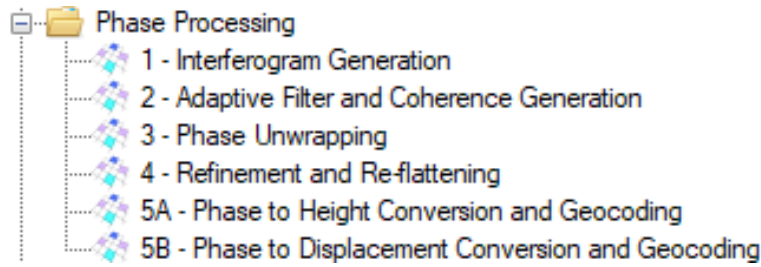 Phase Processing
1 - Interferogram Generation
2 - Adaptive Filter and Coherence Generation
3 - Phase Unwrapping
4 - Refinement and Re-flattening
5A - Phase to Height Conversion and Geocoding
5B - Phase to Displacement Conversion and Geocoding